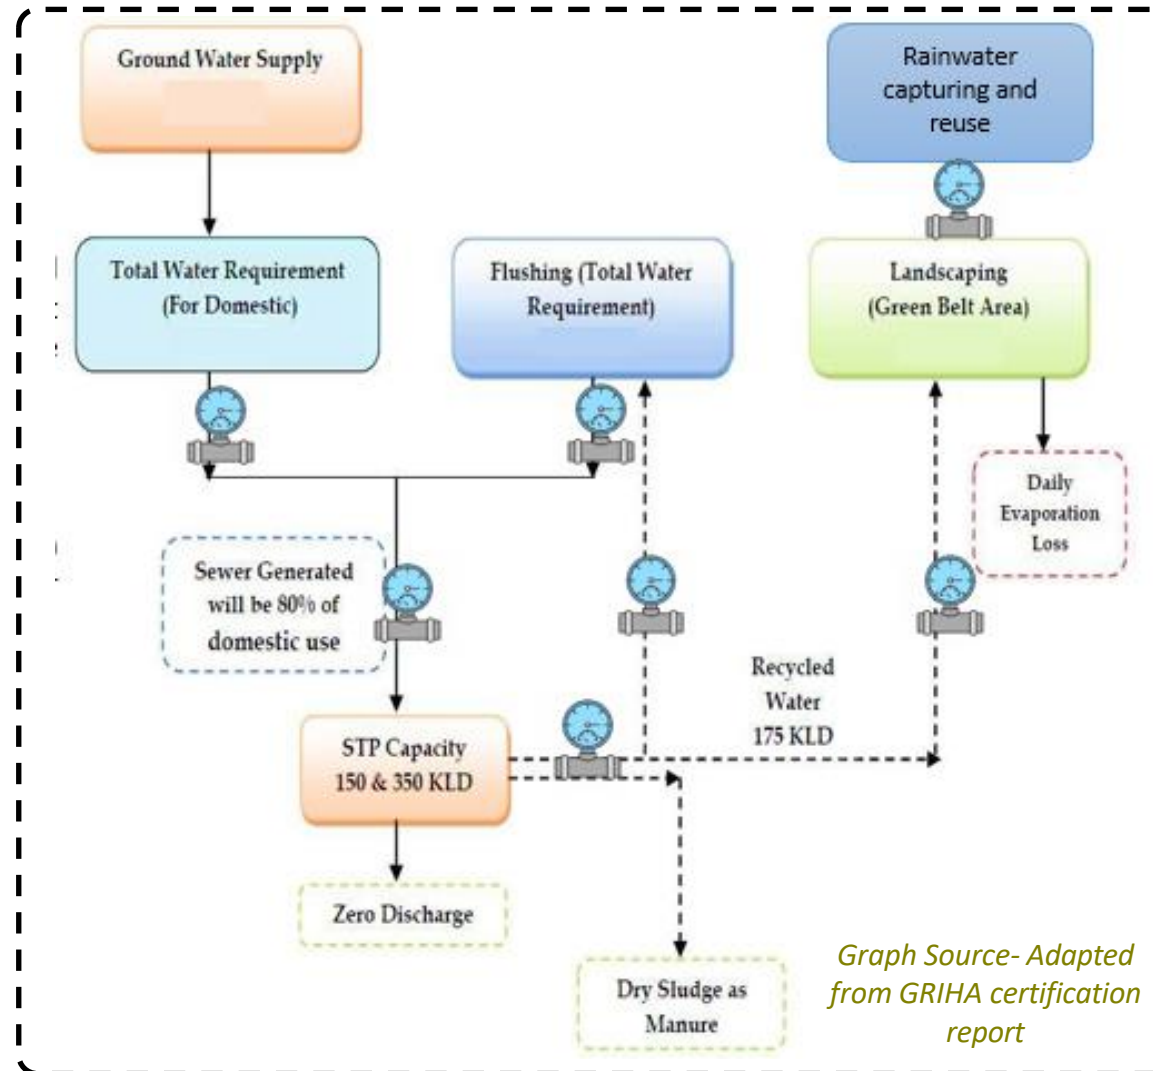 Ground Water Supply
Rainwater
capturing and
reuse
Total Water Requirement
(For Domestic)
Flushing (Total Water
Requirement)
Landscaping
(Green Belt Area)
Daily
Evaporation
Loss
Sewer Generated
will be 80% of
domestic use
Recycled
Water
175 KLD
STP Capacity
150 & 350 KLD
Zero Discharge
Dry Sludge as
Manure
Graph Source- Adapted
from GRIHA certification
report